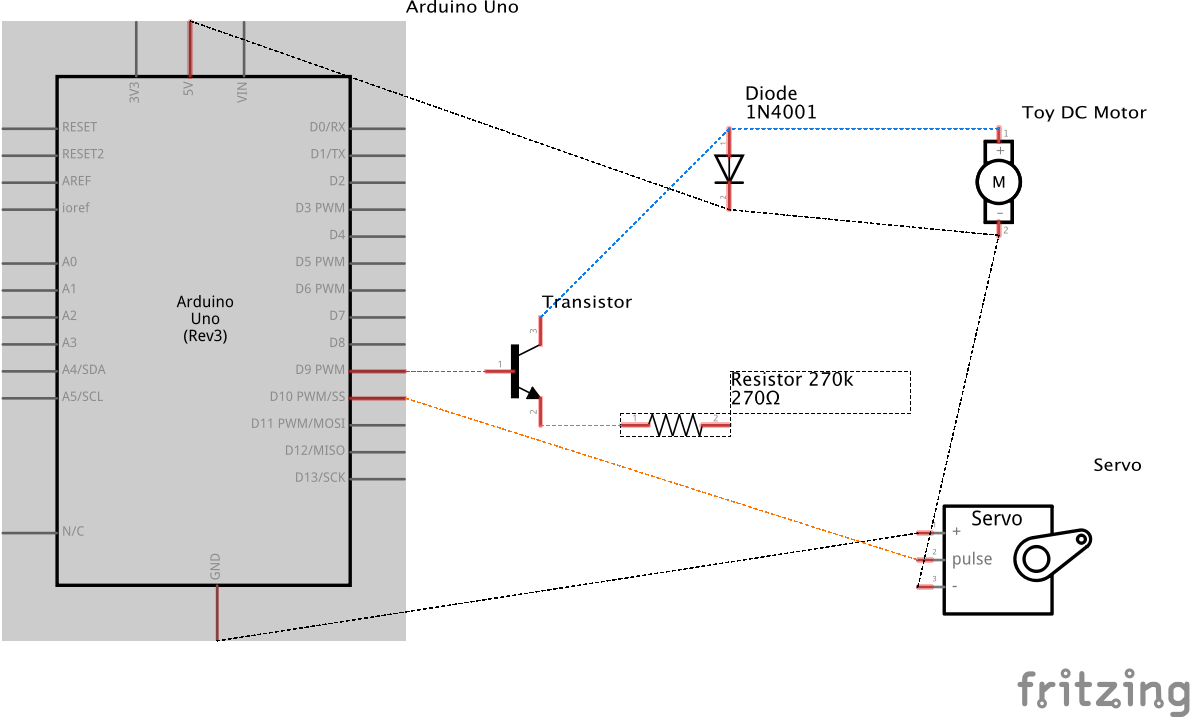 Arduino Uno
3V3
5V
VIN
RESET
RESET2
AREF
ioref
A0
A1
A2
A3
A4/SDA
A5/SCL
N/C
Arduino
Uno
(Rev3)
D0/RX
D1/TX
D2
D3 PWM
D4
D5 PWM
D6 PWM
D7
D8
D9 PWM
D10 PWM/SS
D11 PWM/MOSI
D12/MISO
D13/SCK
GND
Diode
1N4001
1
2
Toy DC Motor
1
+
M
−
2
Transistor
3
1
2
Resistor 270k
270Ω
1
2
Servo
Servo
+
2
pulse
3
-
fritzing